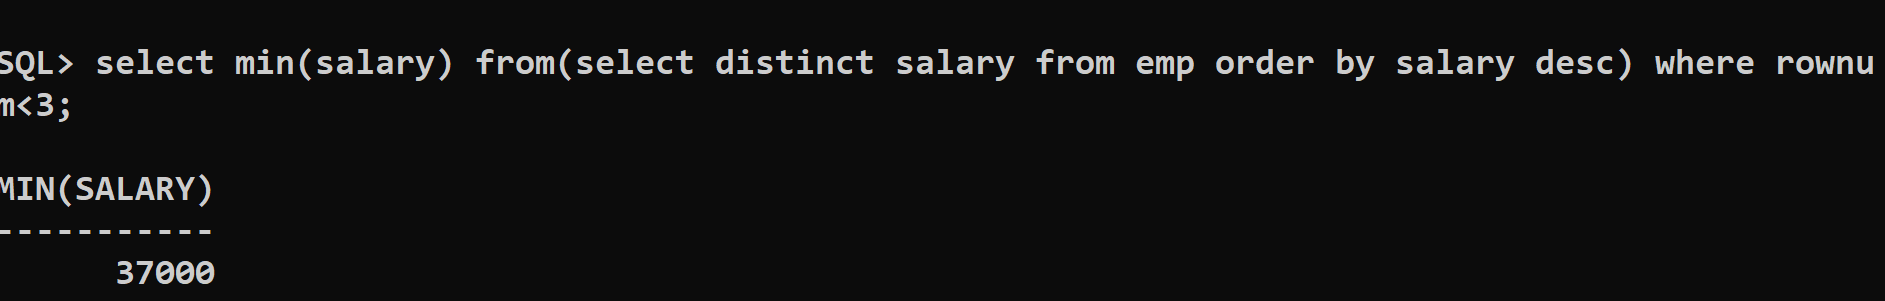 SQL> select min(salary) from(select distinct salary from emp order by salary desc) where rownu
m<3;
MIN(SALARY)
-----------
37000